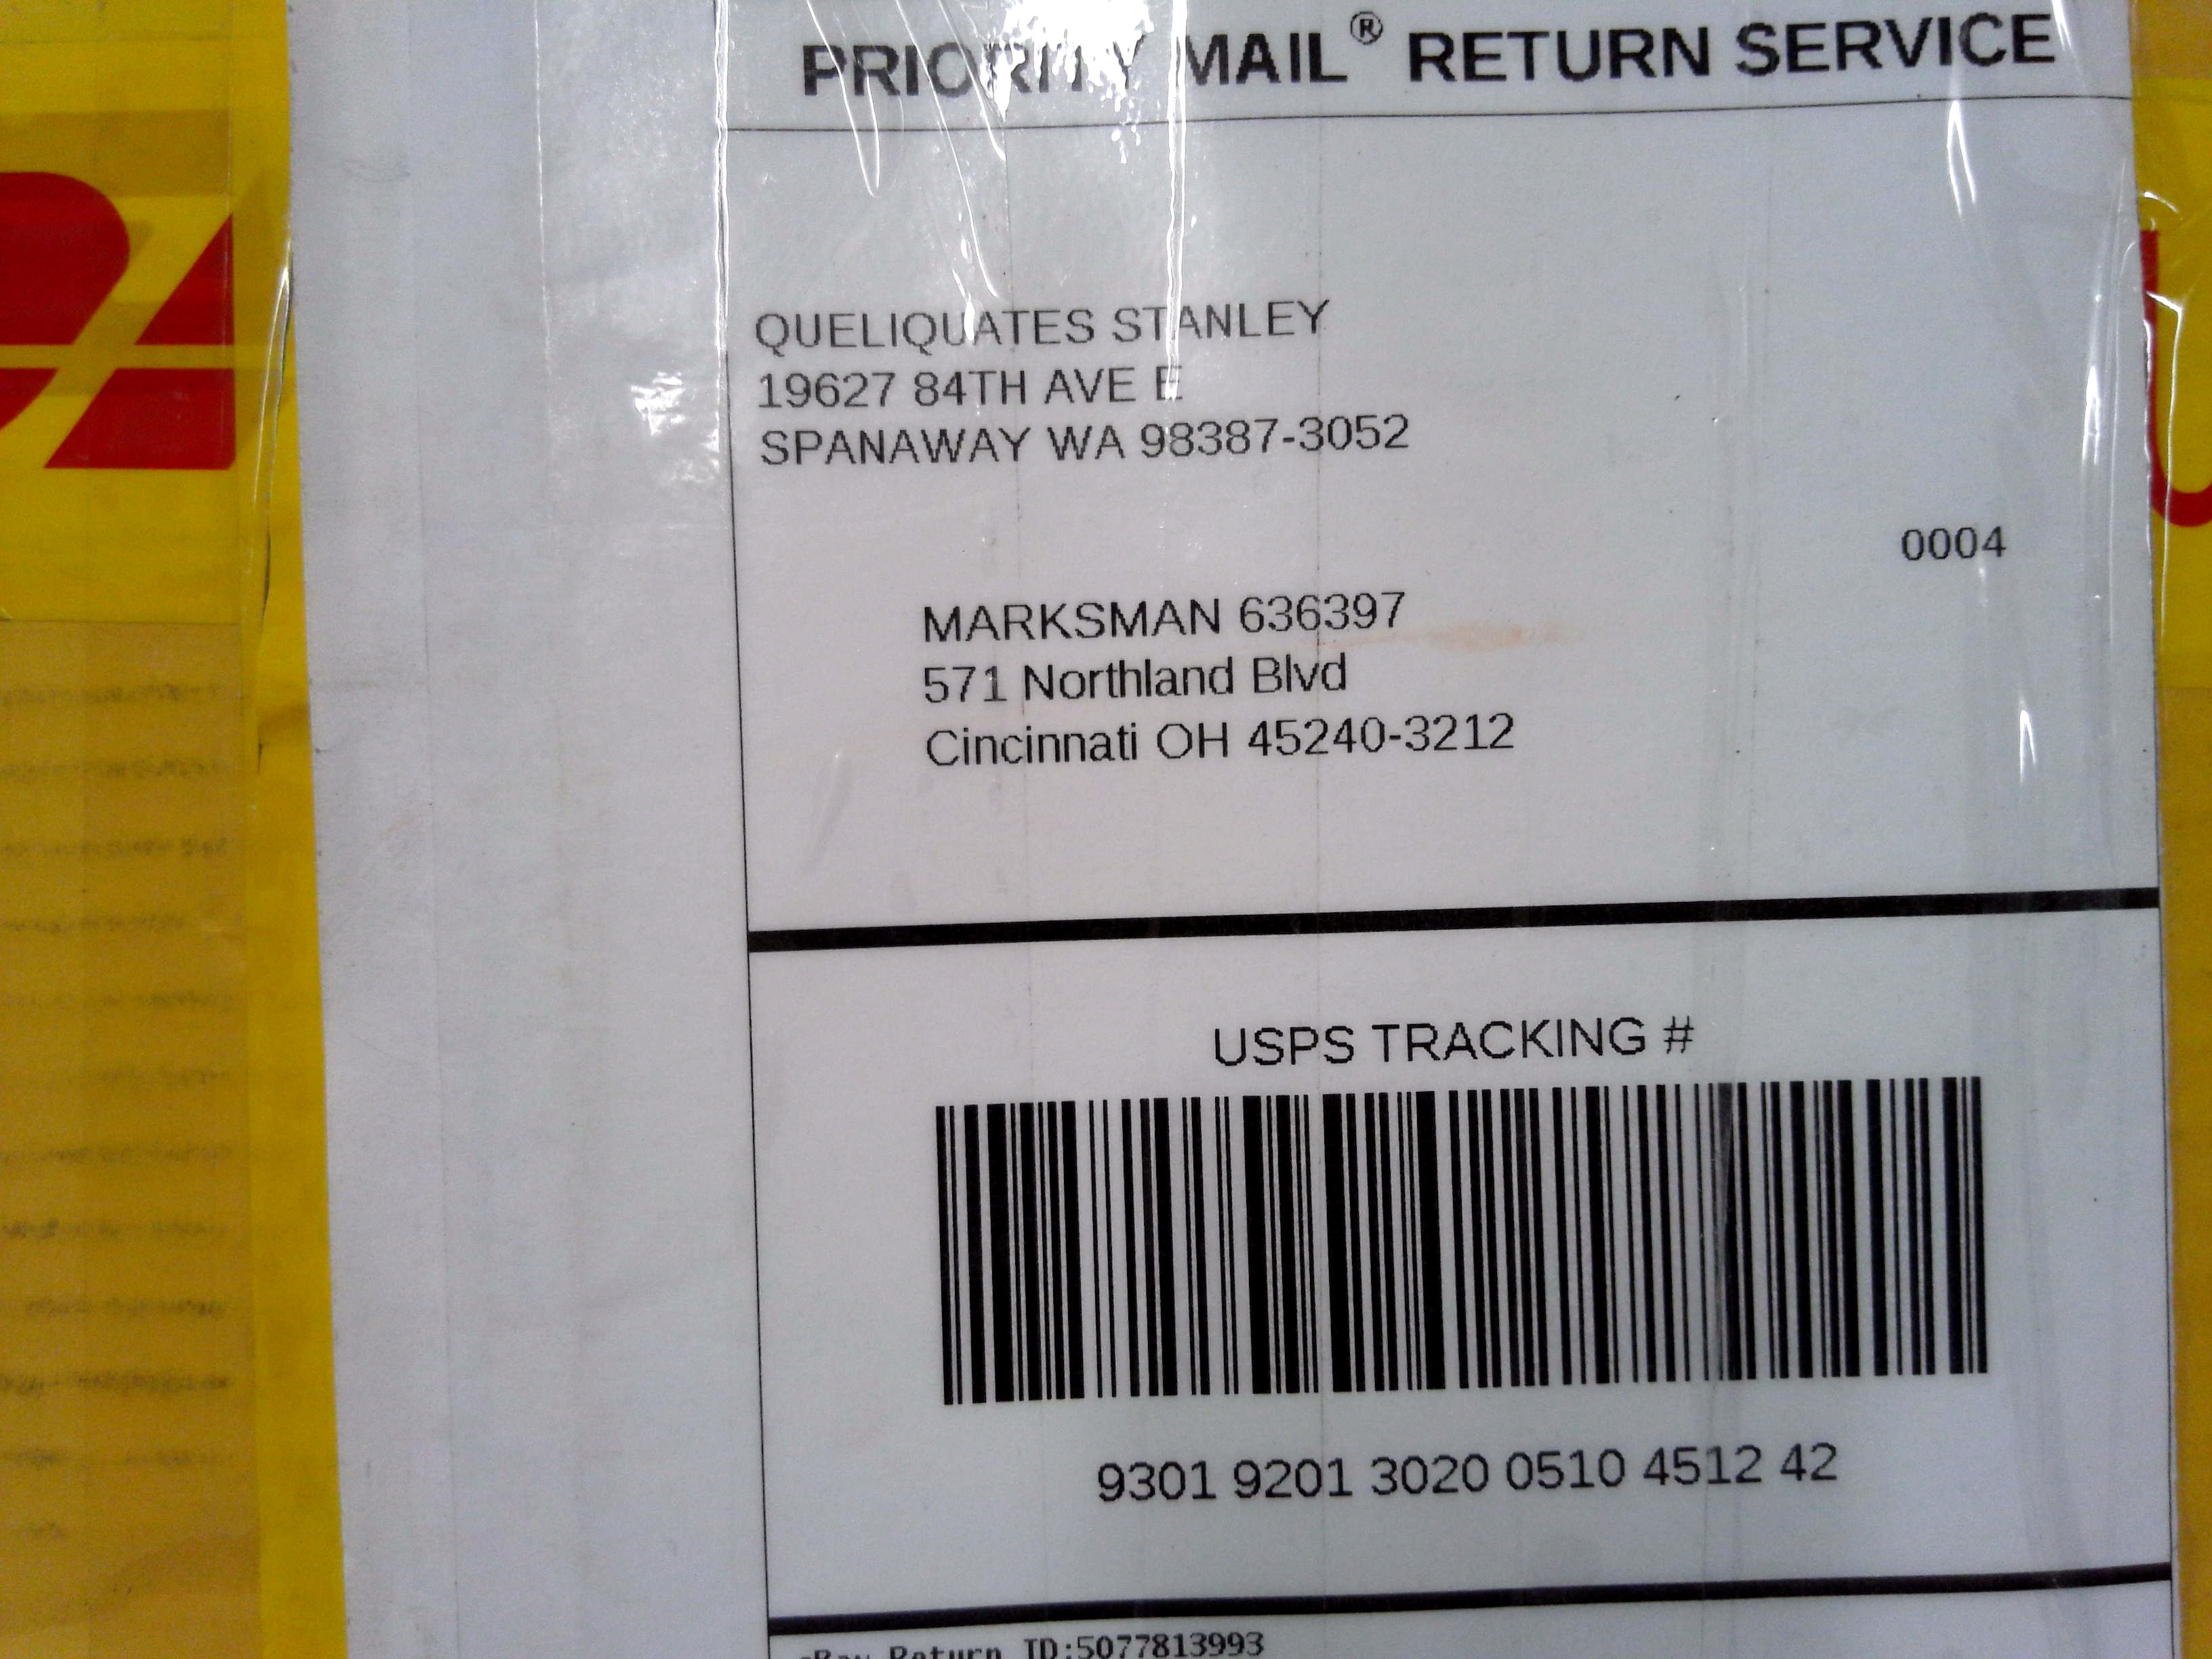 PRIORITY MAIL® RETURN SERVICE
QUELIQUATES STANLEY
19627 84TH AVE E
SPANAWAY WA 98387-3052
0004
MARKSMAN 636397
571 Northland Blvd
Cincinnati OH 45240-3212
USPS TRACKING #
9301 9201 3020 0510 4512 42
eBay Return ID:5077813993